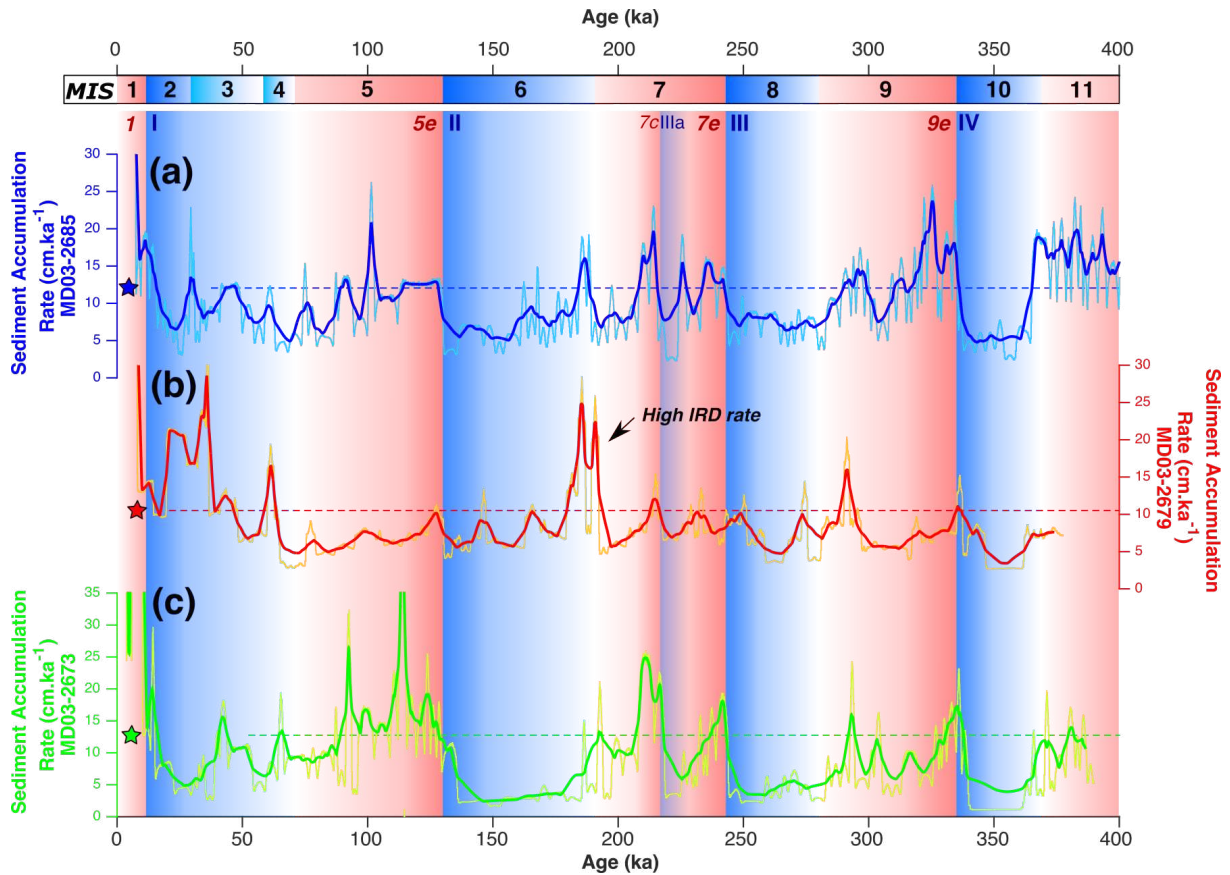 Age (ka)
0 50 100 150 200 250 300 350 400
MIS 1 2 3 4 5 6 7 8 9 10 11
1 I 5e II 7c IIIa 7e III 9e IV
(a)
Sediment Accumulation
Rate (cm.ka⁻¹)
MD03-2685
30
25
20
15
10
5
0
(b)
High IRD rate
Sediment Accumulation
Rate (cm.ka⁻¹)
MD03-2679
30
25
20
15
10
5
0
(c)
Sediment Accumulation
Rate (cm.ka⁻¹)
MD03-2673
35
30
25
20
15
10
5
0
0 50 100 150 200 250 300 350 400
Age (ka)